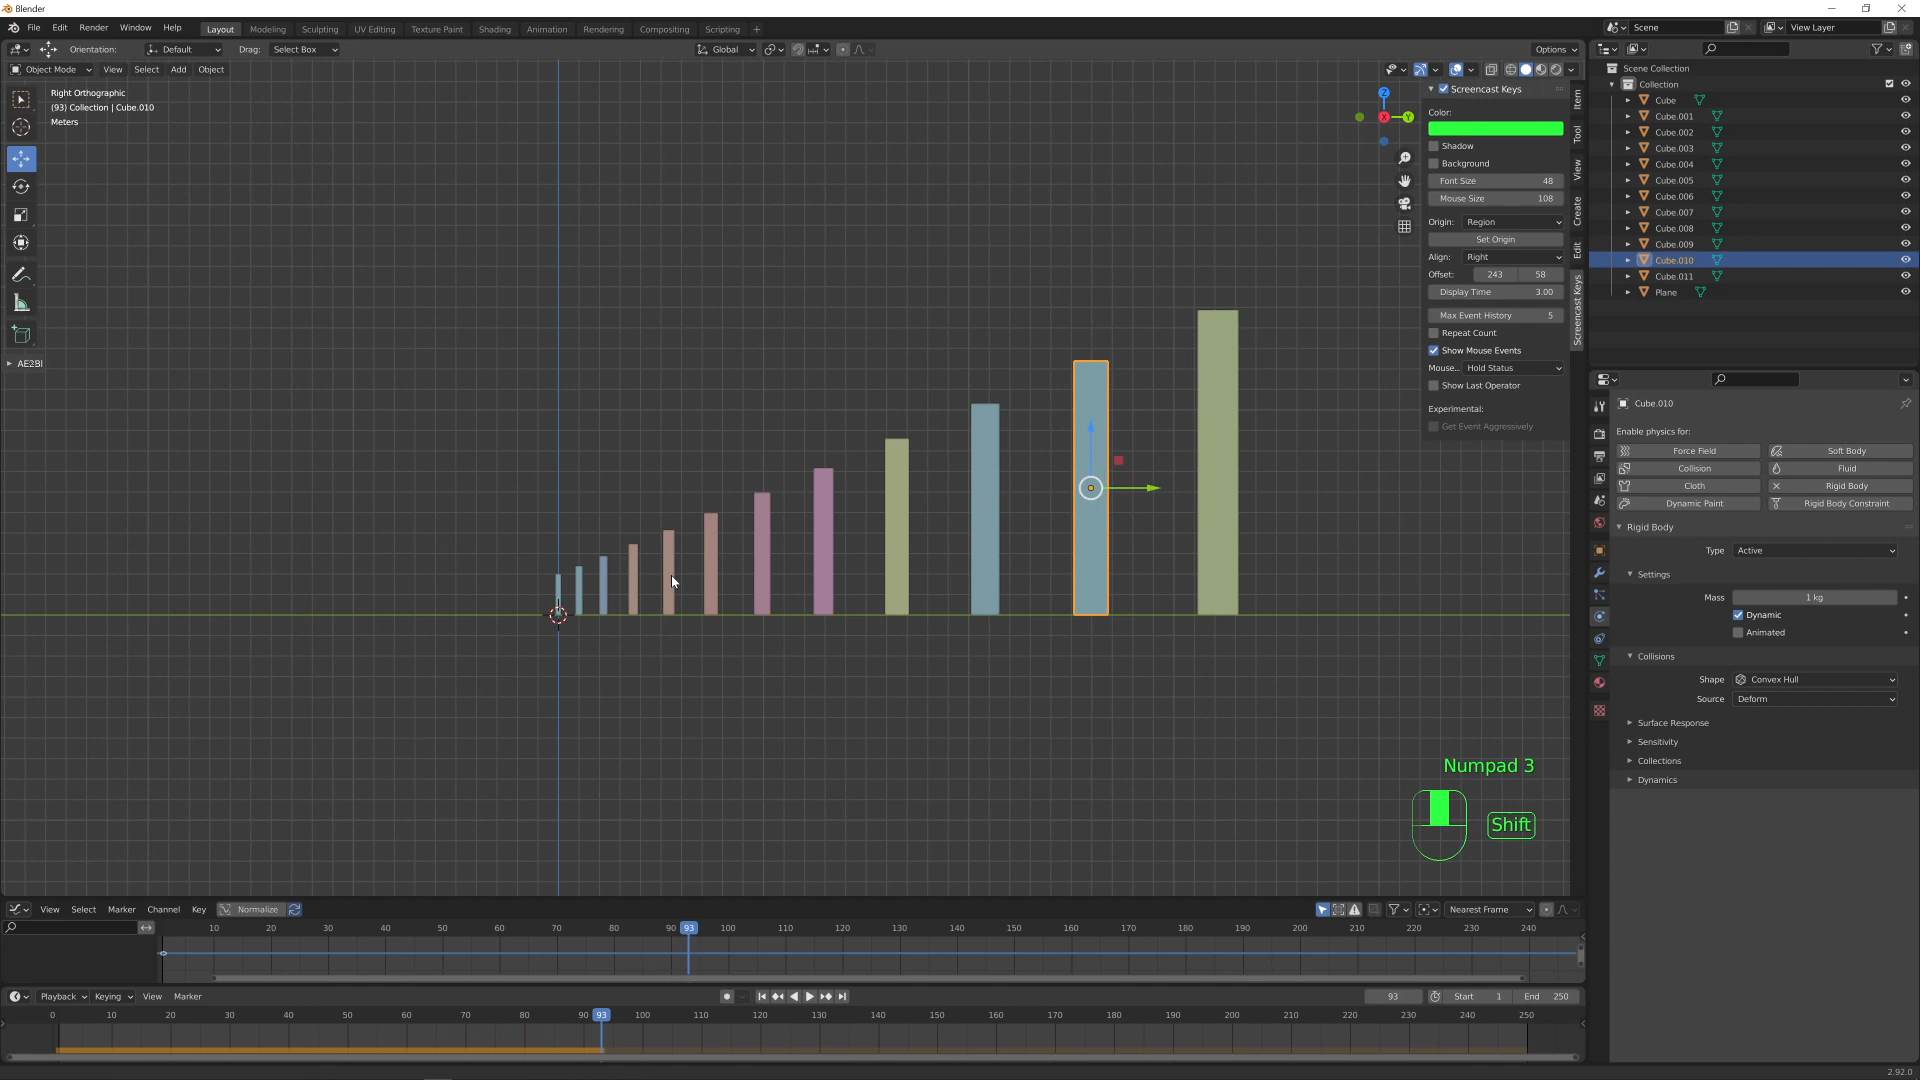 Blender
File Edit Render Window Help Layout Modeling Sculpting UV Editing Texture Paint Shading Animation Rendering Compositing Scripting + Scene View Layer
Orientation: Default Drag: Select Box Global Options
Object Mode View Select Add Object
Right Orthographic
(93) Collection | Cube.010
Meters
AE2Bl
Z
X
Y
Screencast Keys
Color:
Shadow
Background
Font Size 48
Mouse Size 108
Origin: Region
Set Origin
Align: Right
Offset: 243 58
Display Time 3.00
Max Event History 5
Repeat Count
Show Mouse Events
Mouse... Hold Status
Show Last Operator
Experimental:
Get Event Aggressively
Item
Tool
View
Create
Edit
Screencast Keys
Scene Collection
Collection
Cube
Cube.001
Cube.002
Cube.003
Cube.004
Cube.005
Cube.006
Cube.007
Cube.008
Cube.009
Cube.010
Cube.011
Plane
Cube.010
Enable physics for:
Force Field Soft Body
Collision Fluid
Cloth Rigid Body
Dynamic Paint Rigid Body Constraint
Rigid Body
Type Active
Settings
Mass 1 kg
Dynamic
Animated
Collisions
Shape Convex Hull
Source Deform
Surface Response
Sensitivity
Collections
Dynamics
Numpad 3
Shift
View Select Marker Channel Key Normalize Nearest Frame
10 20 30 40 50 60 70 80 90 93 100 110 120 130 140 150 160 170 180 190 200 210 220 230 240
Playback Keying View Marker 93 Start 1 End 250
0 10 20 30 40 50 60 70 80 90 93 100 110 120 130 140 150 160 170 180 190 200 210 220 230 240 250
2.92.0